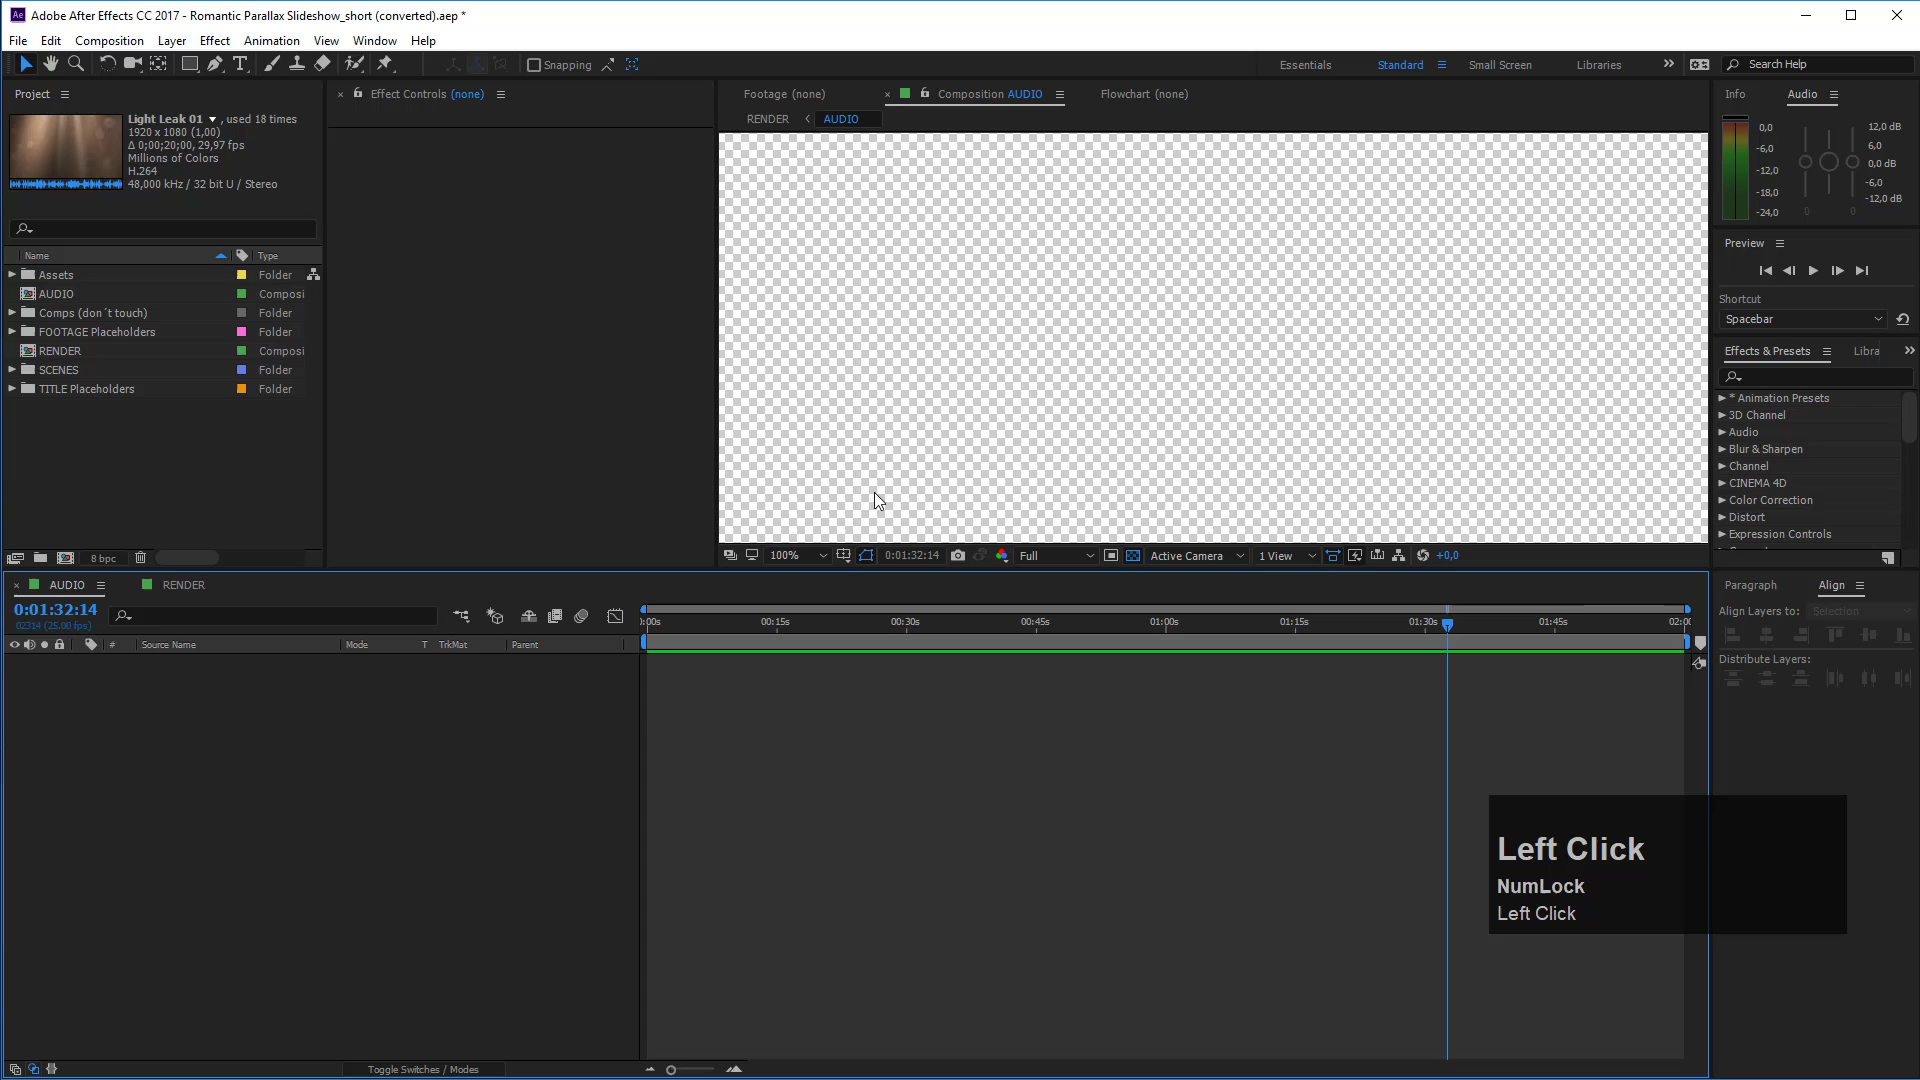 Adobe After Effects CC 2017 - Romantic Parallax Slideshow_short (converted).aep *
File Edit Composition Layer Effect Animation View Window Help
Snapping
Essentials Standard Small Screen Libraries Search Help
Project
Effect Controls (none)
Footage (none) Composition AUDIO Flowchart (none)
RENDER < AUDIO
Light Leak 01 , used 18 times
1920 x 1080 (1,00)
Δ 0;00;20;00, 29,97 fps
Millions of Colors
H.264
48,000 kHz / 32 bit U / Stereo
Name Type
Assets Folder
AUDIO Composi
Comps (don´t touch) Folder
FOOTAGE Placeholders Folder
RENDER Composi
SCENES Folder
TITLE Placeholders Folder
8 bpc
100% 0:01:32:14 Full Active Camera 1 View +0,0
Info Audio
0,0
-6,0
-12,0
-18,0
-24,0
0 0
12,0 dB
6,0
0,0 dB
-6,0
-12,0 dB
Preview
Shortcut
Spacebar
Effects & Presets Libra
* Animation Presets
3D Channel
Audio
Blur & Sharpen
Channel
CINEMA 4D
Color Correction
Distort
Expression Controls
Paragraph Align
Align Layers to: Selection
Distribute Layers:
AUDIO RENDER
0:01:32:14
02314 (25.00 fps)
# Source Name Mode T TrkMat Parent
:00s 00:15s 00:30s 00:45s 01:00s 01:15s 01:30s 01:45s 02:0
Left Click
NumLock
Left Click
Toggle Switches / Modes